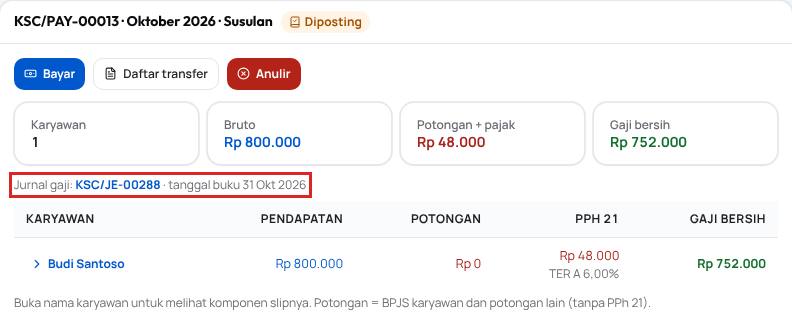 KSC/PAY-00013 · Oktober 2026 · Susulan Diposting
Bayar Daftar transfer Anulir
Karyawan Bruto Potongan + pajak Gaji bersih
1 Rp 800.000 Rp 48.000 Rp 752.000
Jurnal gaji: KSC/JE-00288 · tanggal buku 31 Okt 2026
KARYAWAN PENDAPATAN POTONGAN PPH 21 GAJI BERSIH
Budi Santoso Rp 800.000 Rp 0 Rp 48.000 Rp 752.000
TER A 6,00%
Buka nama karyawan untuk melihat komponen slipnya. Potongan = BPJS karyawan dan potongan lain (tanpa PPh 21).